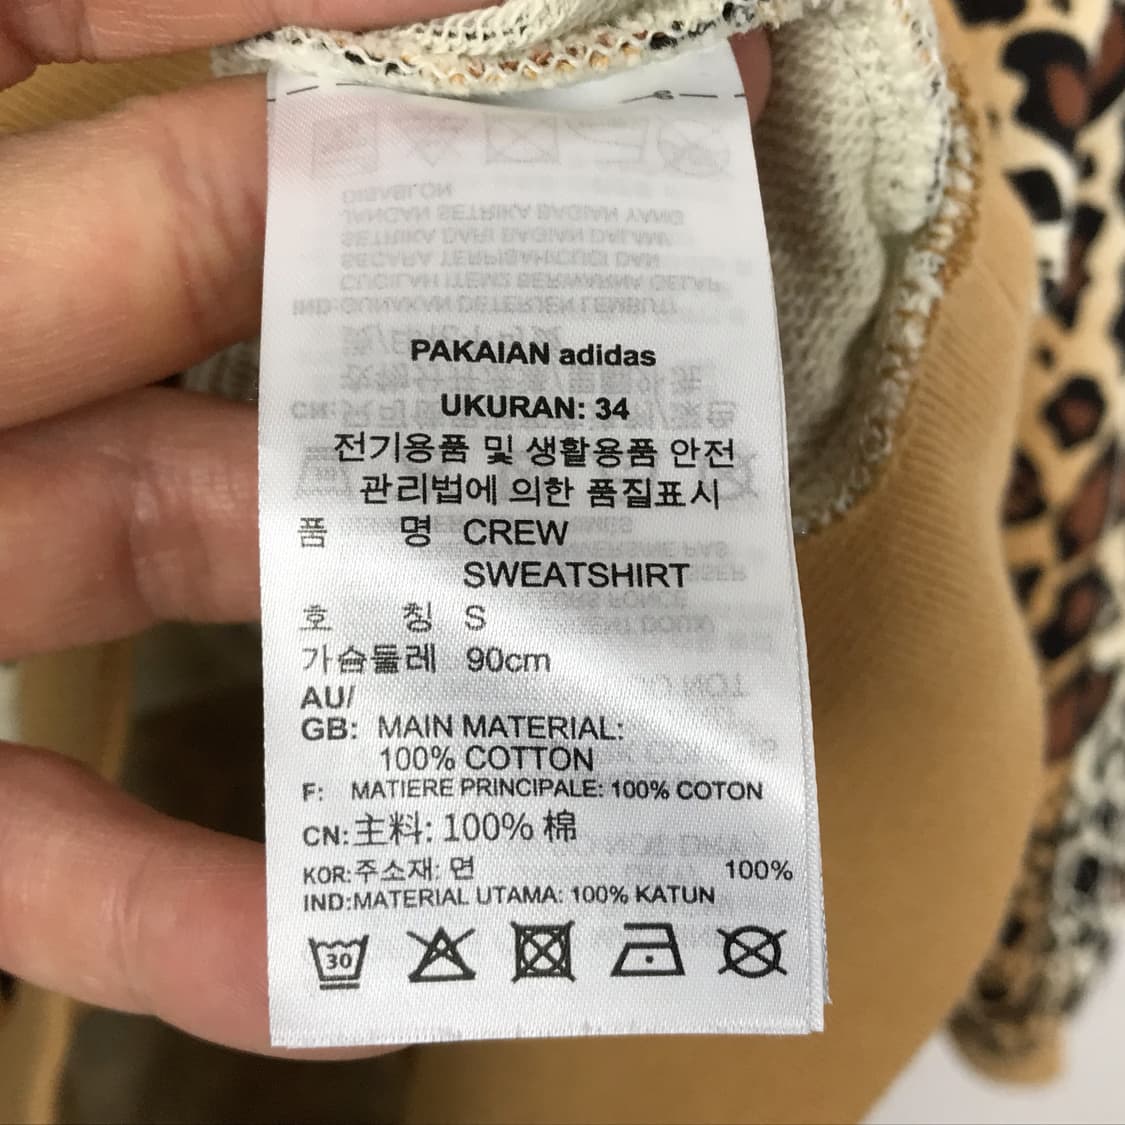 PAKAIAN adidas
UKURAN: 34
전기용품 및 생활용품 안전
관리법에 의한 품질표시
품 명 CREW
SWEATSHIRT
호 칭 S
가슴둘레 90cm
AU/
GB: MAIN MATERIAL:
100% COTTON
F: MATIERE PRINCIPALE: 100% COTON
CN:主料: 100% 棉
KOR:주소재: 면 100%
IND:MATERIAL UTAMA: 100% KATUN
30